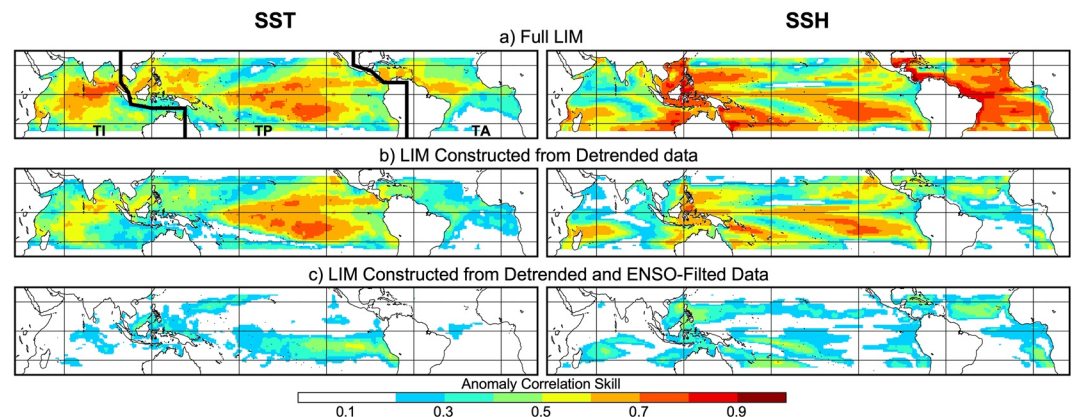 SST
SSH
a) Full LIM
TI
TP
TA
b) LIM Constructed from Detrended data
c) LIM Constructed from Detrended and ENSO-Filted Data
Anomaly Correlation Skill
0.1 0.3 0.5 0.7 0.9